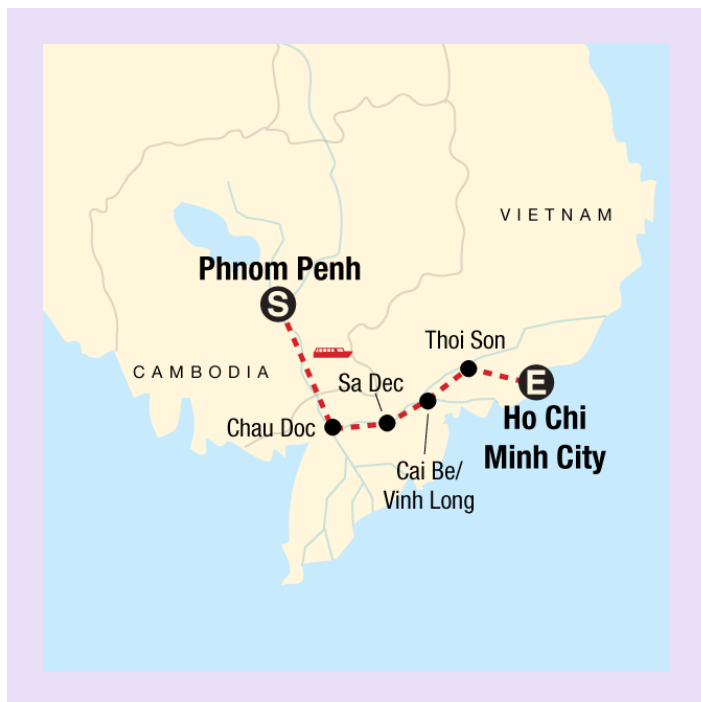 VIETNAM
Phnom Penh
S
Thoi Son
CAMBODIA
Sa Dec
E
Ho Chi
Minh City
Chau Doc
Cai Be/
Vinh Long